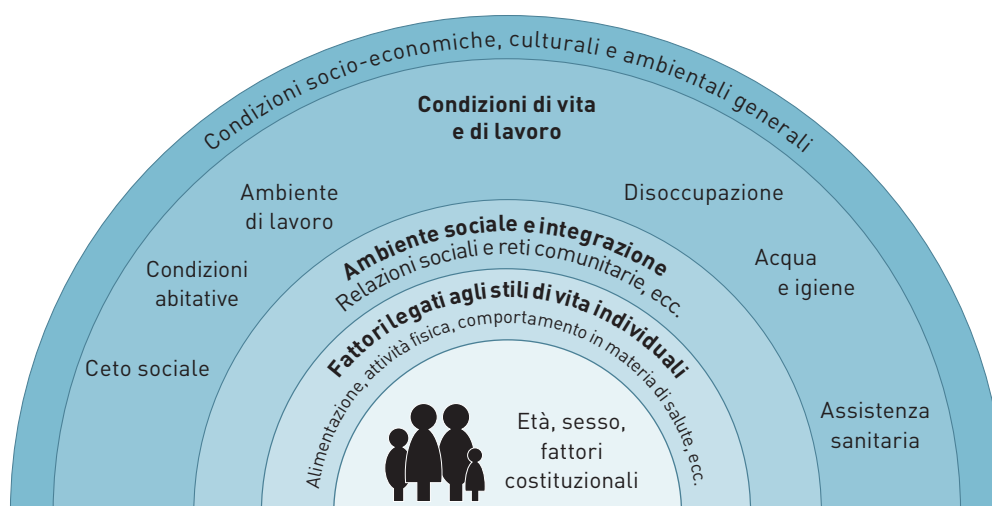 Condizioni socio-economiche, culturali e ambientali generali
Condizioni di vita
e di lavoro
Ambiente
di lavoro
Disoccupazione
Condizioni
abitative
Acqua
e igiene
Ceto sociale
Assistenza
sanitaria
Ambiente sociale e integrazione
Relazioni sociali e reti comunitarie, ecc.
Fattori legati agli stili di vita individuali
Alimentazione, attività fisica, comportamento in materia di salute, ecc.
Età, sesso,
fattori
costituzionali